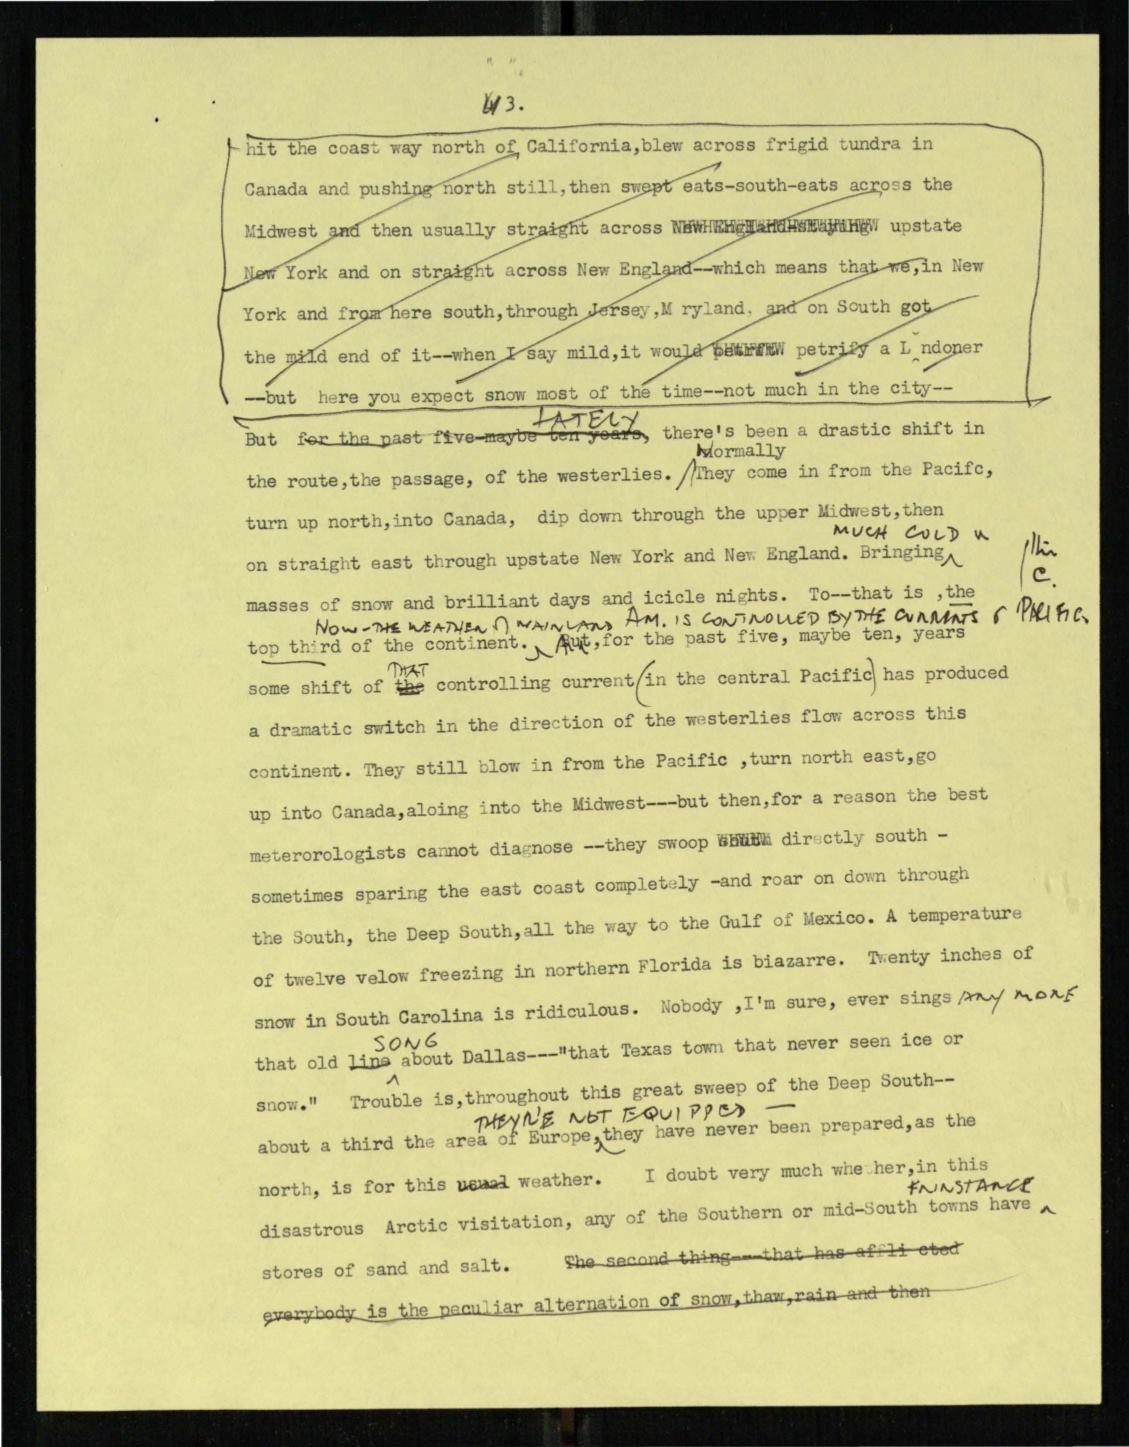 3.
hit the coast way north of California,blew across frigid tundra in
Canada and pushing north still,then swept eats-south-eats across the
Midwest and then usually straight across upstate
New York and on straight across New England--which means that we,in New
York and from here south,through Jersey,M ryland, and on South got
the mild end of it--when I say mild,it would petrify a L ndoner
--but here you expect snow most of the time--not much in the city--
LATELY
But for the past five-maybe ten years, there's been a drastic shift in
Normally
the route,the passage, of the westerlies. They come in from the Pacifc,
turn up north,into Canada, dip down through the upper Midwest,then
MUCH COLD
on straight east through upstate New York and New England. Bringing
masses of snow and brilliant days and icicle nights. To--that is ,the
NOW-THE WEATHER OF MAINLAND AM. IS CONTROLLED BY THE CURRENTS OF PACIFIC.
top third of the continent. But,for the past five, maybe ten, years
THAT
some shift of the controlling current (in the central Pacific) has produced
a dramatic switch in the direction of the westerlies flow across this
continent. They still blow in from the Pacific ,turn north east,go
up into Canada,aloing into the Midwest---but then,for a reason the best
meterorologists cannot diagnose --they swoop directly south -
sometimes sparing the east coast completely -and roar on down through
the South, the Deep South,all the way to the Gulf of Mexico. A temperature
of twelve velow freezing in northern Florida is biazarre. Twenty inches of
snow in South Carolina is ridiculous. Nobody ,I'm sure, ever sings ANY MORE
SONG
that old line about Dallas---"that Texas town that never seen ice or
snow." Trouble is,throughout this great sweep of the Deep South--
THEY'RE NOT EQUIPPED —
about a third the area of Europe,they have never been prepared,as the
north, is for this usual weather. I doubt very much whe her,in this
disastrous Arctic visitation, any of the Southern or mid-South towns have
stores of sand and salt. The second thing---that has affli cted
everybody is the peculiar alternation of snow,thaw,rain and then